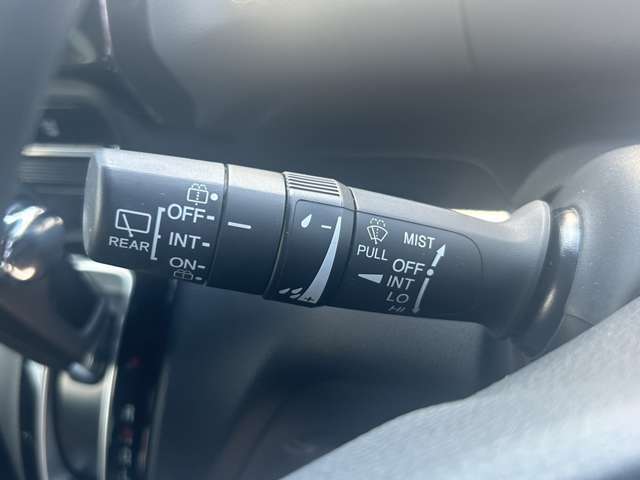 REAR
OFF
INT
ON
PULL
MIST
OFF
INT
LO
HI